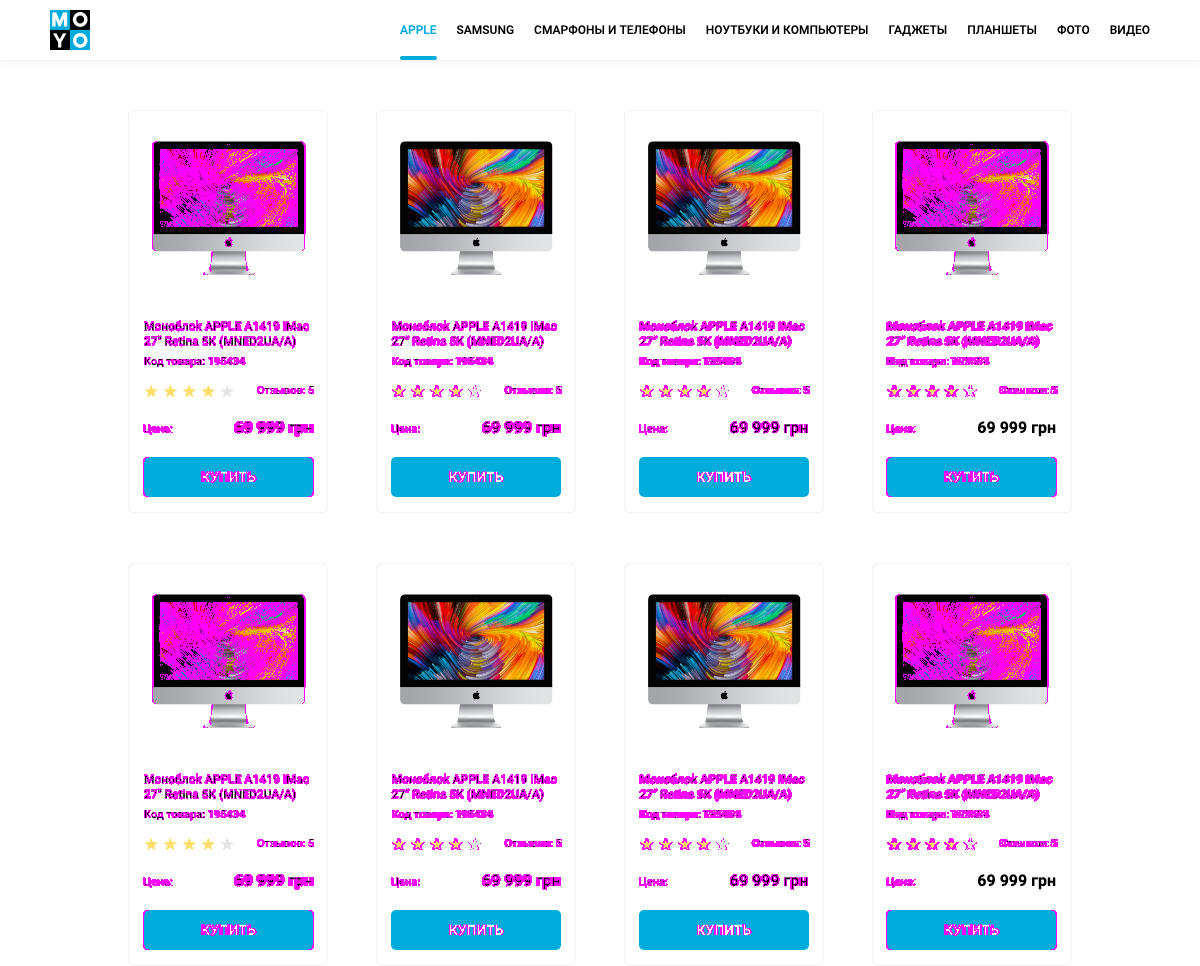 MO
YO
APPLE SAMSUNG СМАРФОНЫ И ТЕЛЕФОНЫ НОУТБУКИ И КОМПЬЮТЕРЫ ГАДЖЕТЫ ПЛАНШЕТЫ ФОТО ВИДЕО
Моноблок APPLE A1419 iMac
27" Retina 5K (MNED2UA/A)
Код товара: 195434
Отзывов: 5
Цена: 69 999 грн
КУПИТЬ
Моноблок APPLE A1419 iMac
27" Retina 5K (MNED2UA/A)
Код товара: 195434
Отзывов: 5
Цена: 69 999 грн
КУПИТЬ
Моноблок APPLE A1419 iMac
27" Retina 5K (MNED2UA/A)
Код товара: 195434
Отзывов: 5
Цена: 69 999 грн
КУПИТЬ
Моноблок APPLE A1419 iMac
27" Retina 5K (MNED2UA/A)
Код товара: 195434
Отзывов: 5
Цена: 69 999 грн
КУПИТЬ
Моноблок APPLE A1419 iMac
27" Retina 5K (MNED2UA/A)
Код товара: 195434
Отзывов: 5
Цена: 69 999 грн
КУПИТЬ
Моноблок APPLE A1419 iMac
27" Retina 5K (MNED2UA/A)
Код товара: 195434
Отзывов: 5
Цена: 69 999 грн
КУПИТЬ
Моноблок APPLE A1419 iMac
27" Retina 5K (MNED2UA/A)
Код товара: 195434
Отзывов: 5
Цена: 69 999 грн
КУПИТЬ
Моноблок APPLE A1419 iMac
27" Retina 5K (MNED2UA/A)
Код товара: 195434
Отзывов: 5
Цена: 69 999 грн
КУПИТЬ